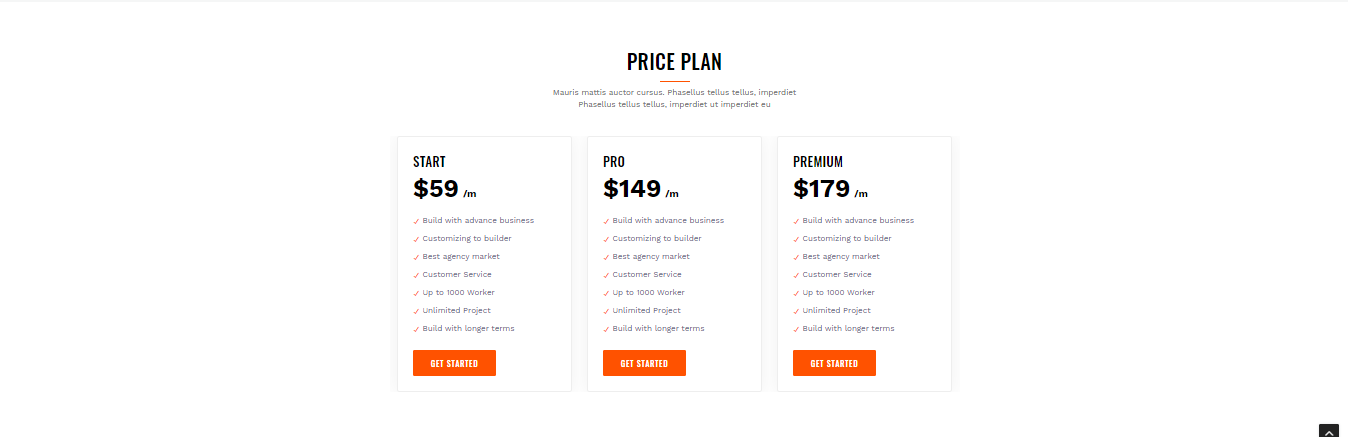 PRICE PLAN
Mauris mattis auctor cursus. Phasellus tellus tellus, imperdiet
Phasellus tellus tellus, imperdiet ut imperdiet eu
START
$59 /m
✓ Build with advance business
✓ Customizing to builder
✓ Best agency market
✓ Customer Service
✓ Up to 1000 Worker
✓ Unlimited Project
✓ Build with longer terms
GET STARTED
PRO
$149 /m
✓ Build with advance business
✓ Customizing to builder
✓ Best agency market
✓ Customer Service
✓ Up to 1000 Worker
✓ Unlimited Project
✓ Build with longer terms
GET STARTED
PREMIUM
$179 /m
✓ Build with advance business
✓ Customizing to builder
✓ Best agency market
✓ Customer Service
✓ Up to 1000 Worker
✓ Unlimited Project
✓ Build with longer terms
GET STARTED